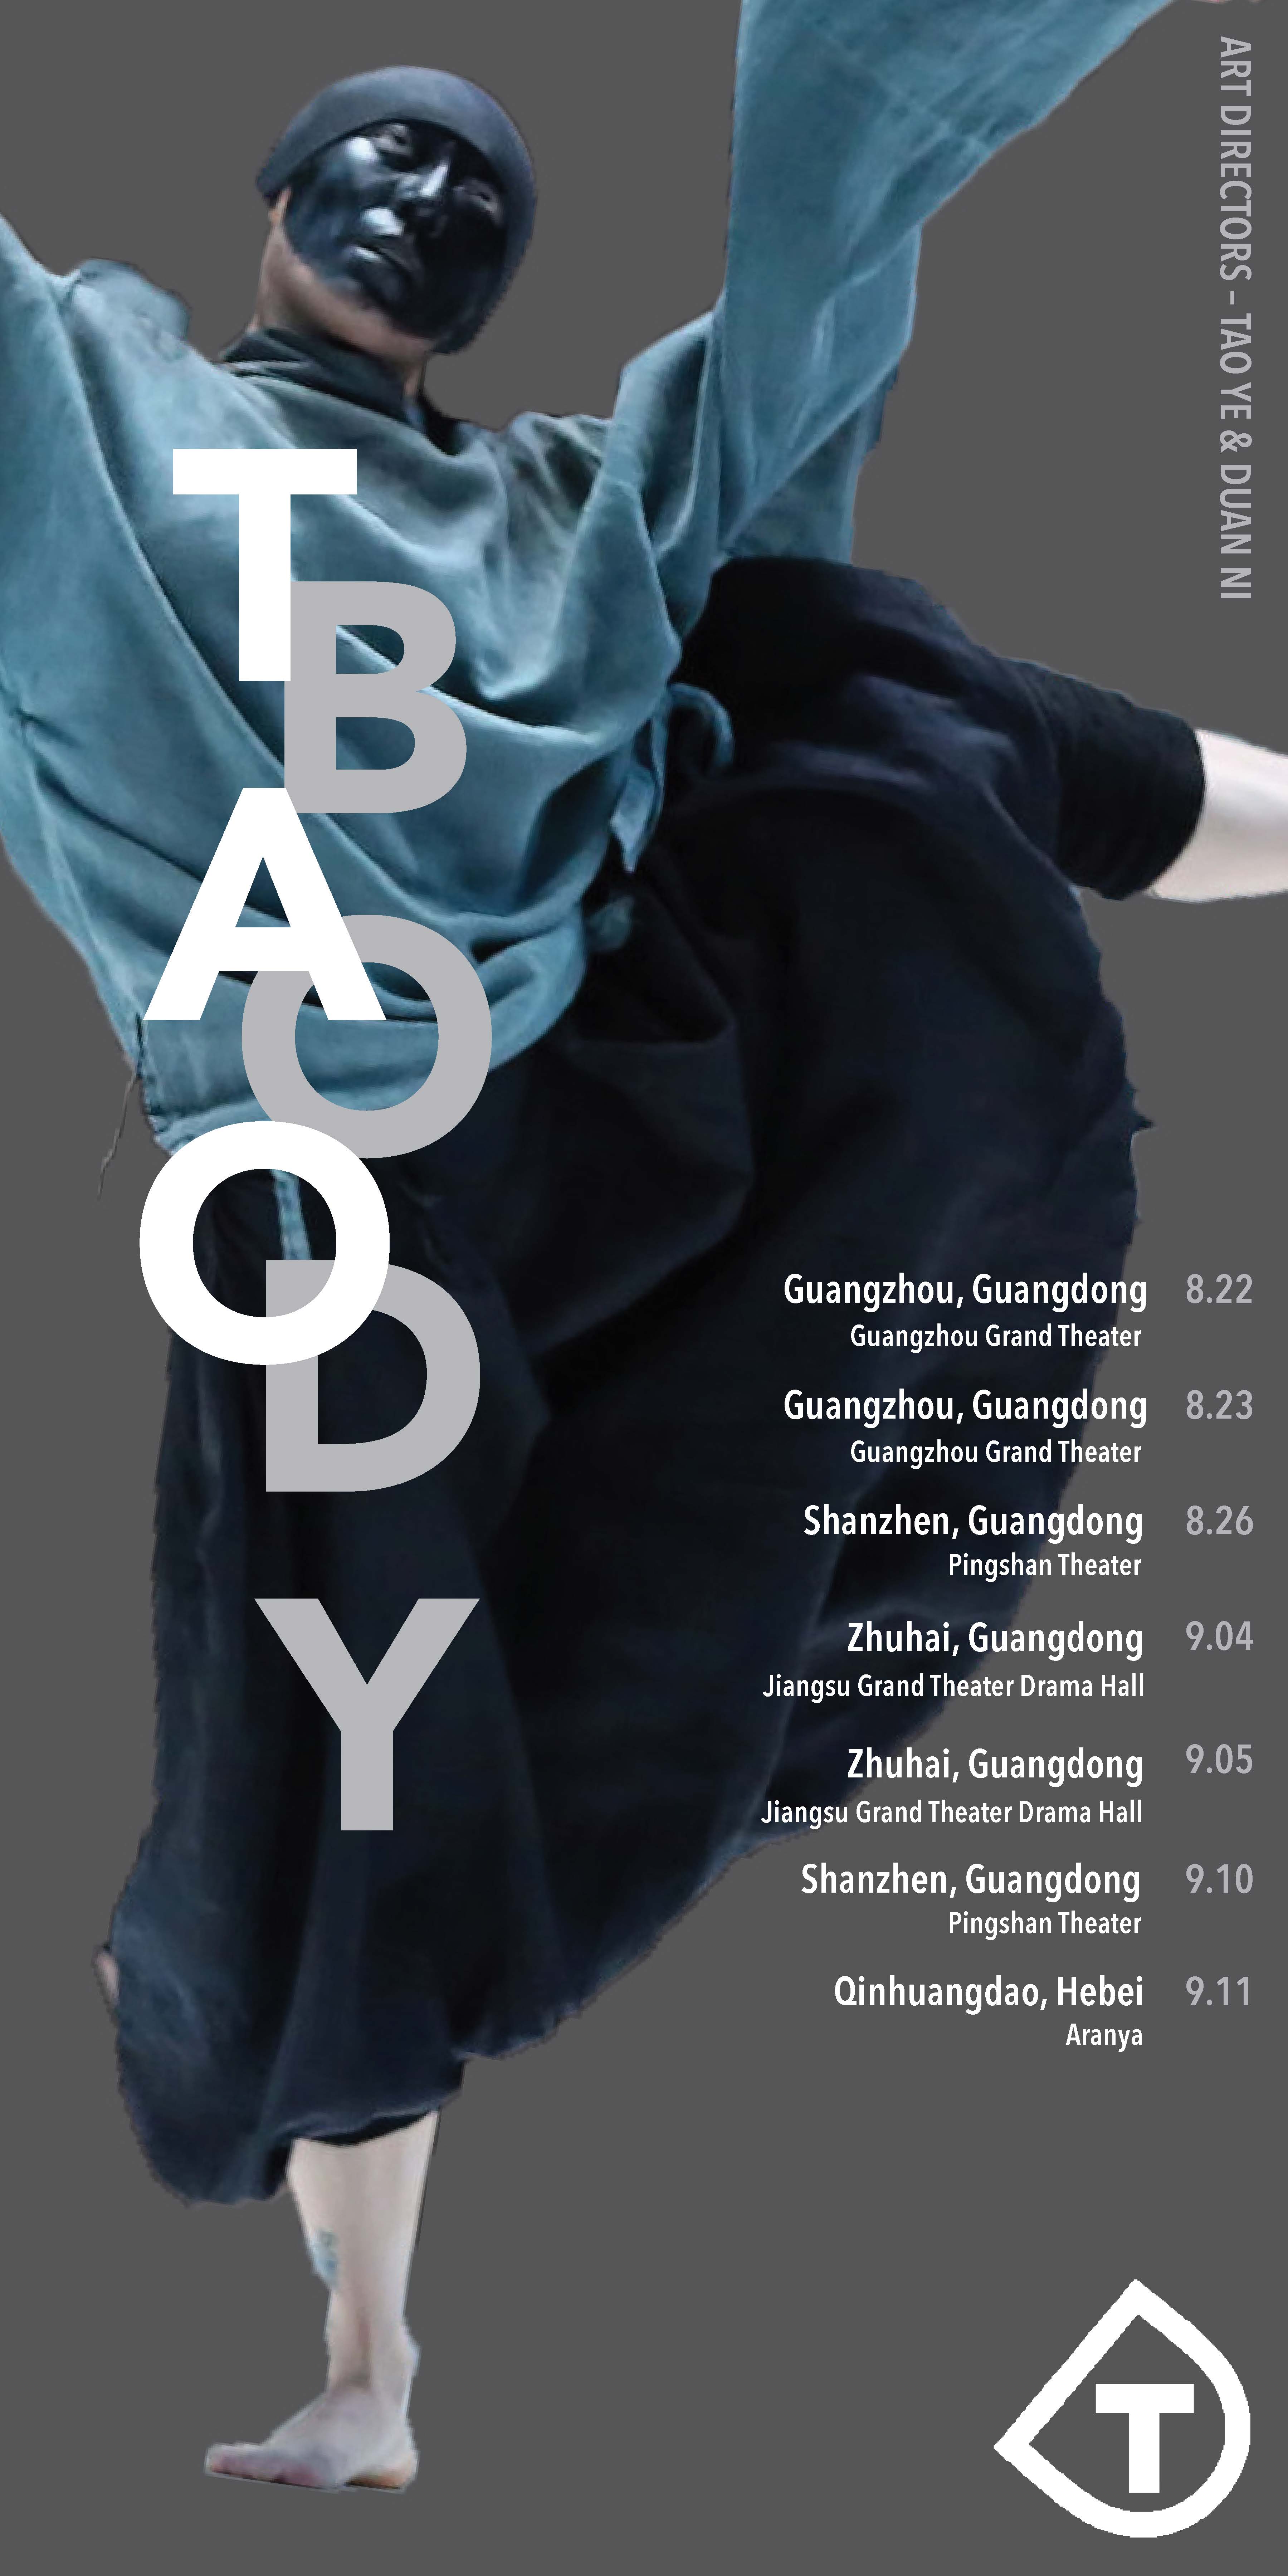 ART DIRECTORS – TAO YE & DUAN NI
TAO
BODY
Guangzhou, Guangdong 8.22
Guangzhou Grand Theater
Guangzhou, Guangdong 8.23
Guangzhou Grand Theater
Shanzhen, Guangdong 8.26
Pingshan Theater
Zhuhai, Guangdong 9.04
Jiangsu Grand Theater Drama Hall
Zhuhai, Guangdong 9.05
Jiangsu Grand Theater Drama Hall
Shanzhen, Guangdong 9.10
Pingshan Theater
Qinhuangdao, Hebei 9.11
Aranya
T